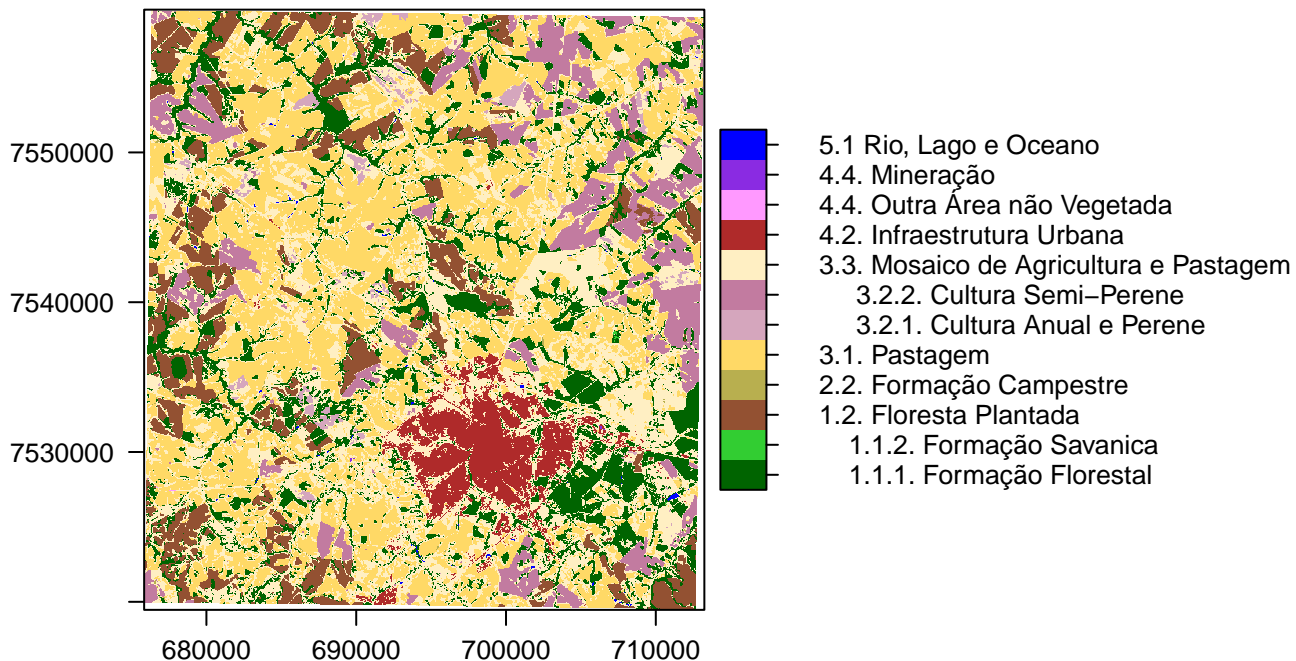 7550000
7540000
7530000
680000 690000 700000 710000
5.1 Rio, Lago e Oceano
4.4. Mineração
4.4. Outra Área não Vegetada
4.2. Infraestrutura Urbana
3.3. Mosaico de Agricultura e Pastagem
3.2.2. Cultura Semi−Perene
3.2.1. Cultura Anual e Perene
3.1. Pastagem
2.2. Formação Campestre
1.2. Floresta Plantada
1.1.2. Formação Savanica
1.1.1. Formação Florestal